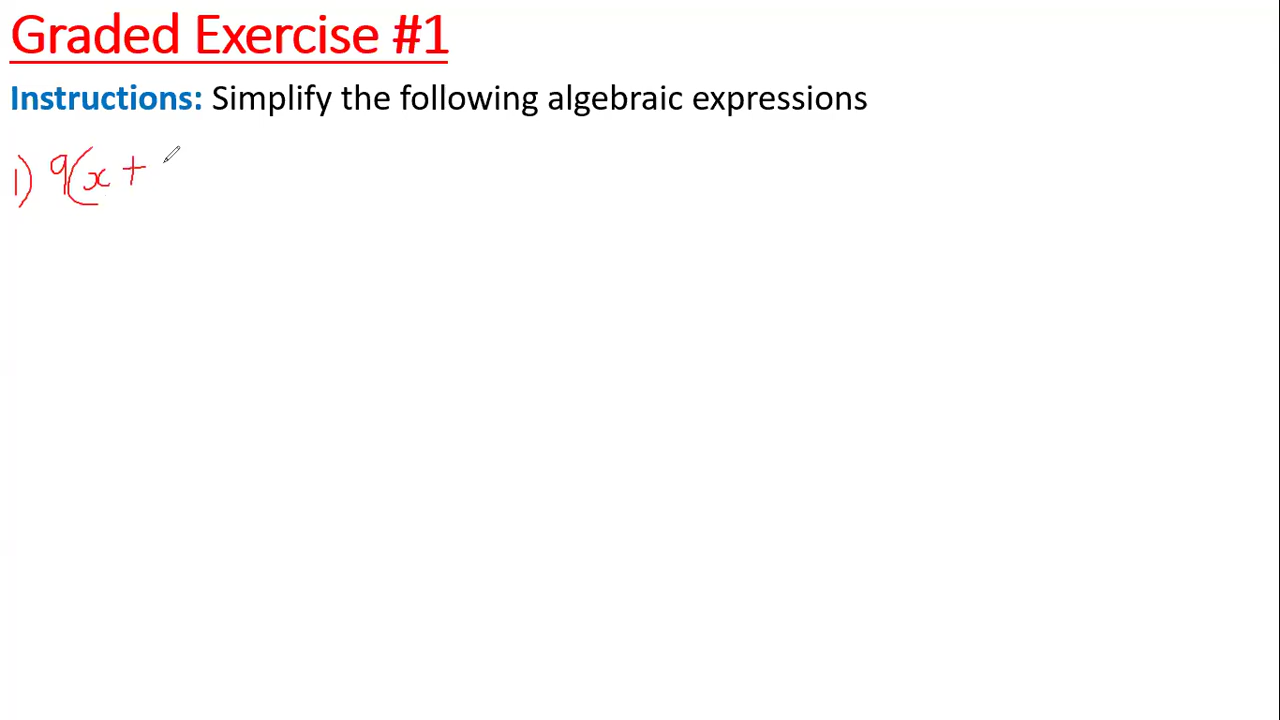 Graded Exercise #1
Instructions: Simplify the following algebraic expressions
1) 9(x +